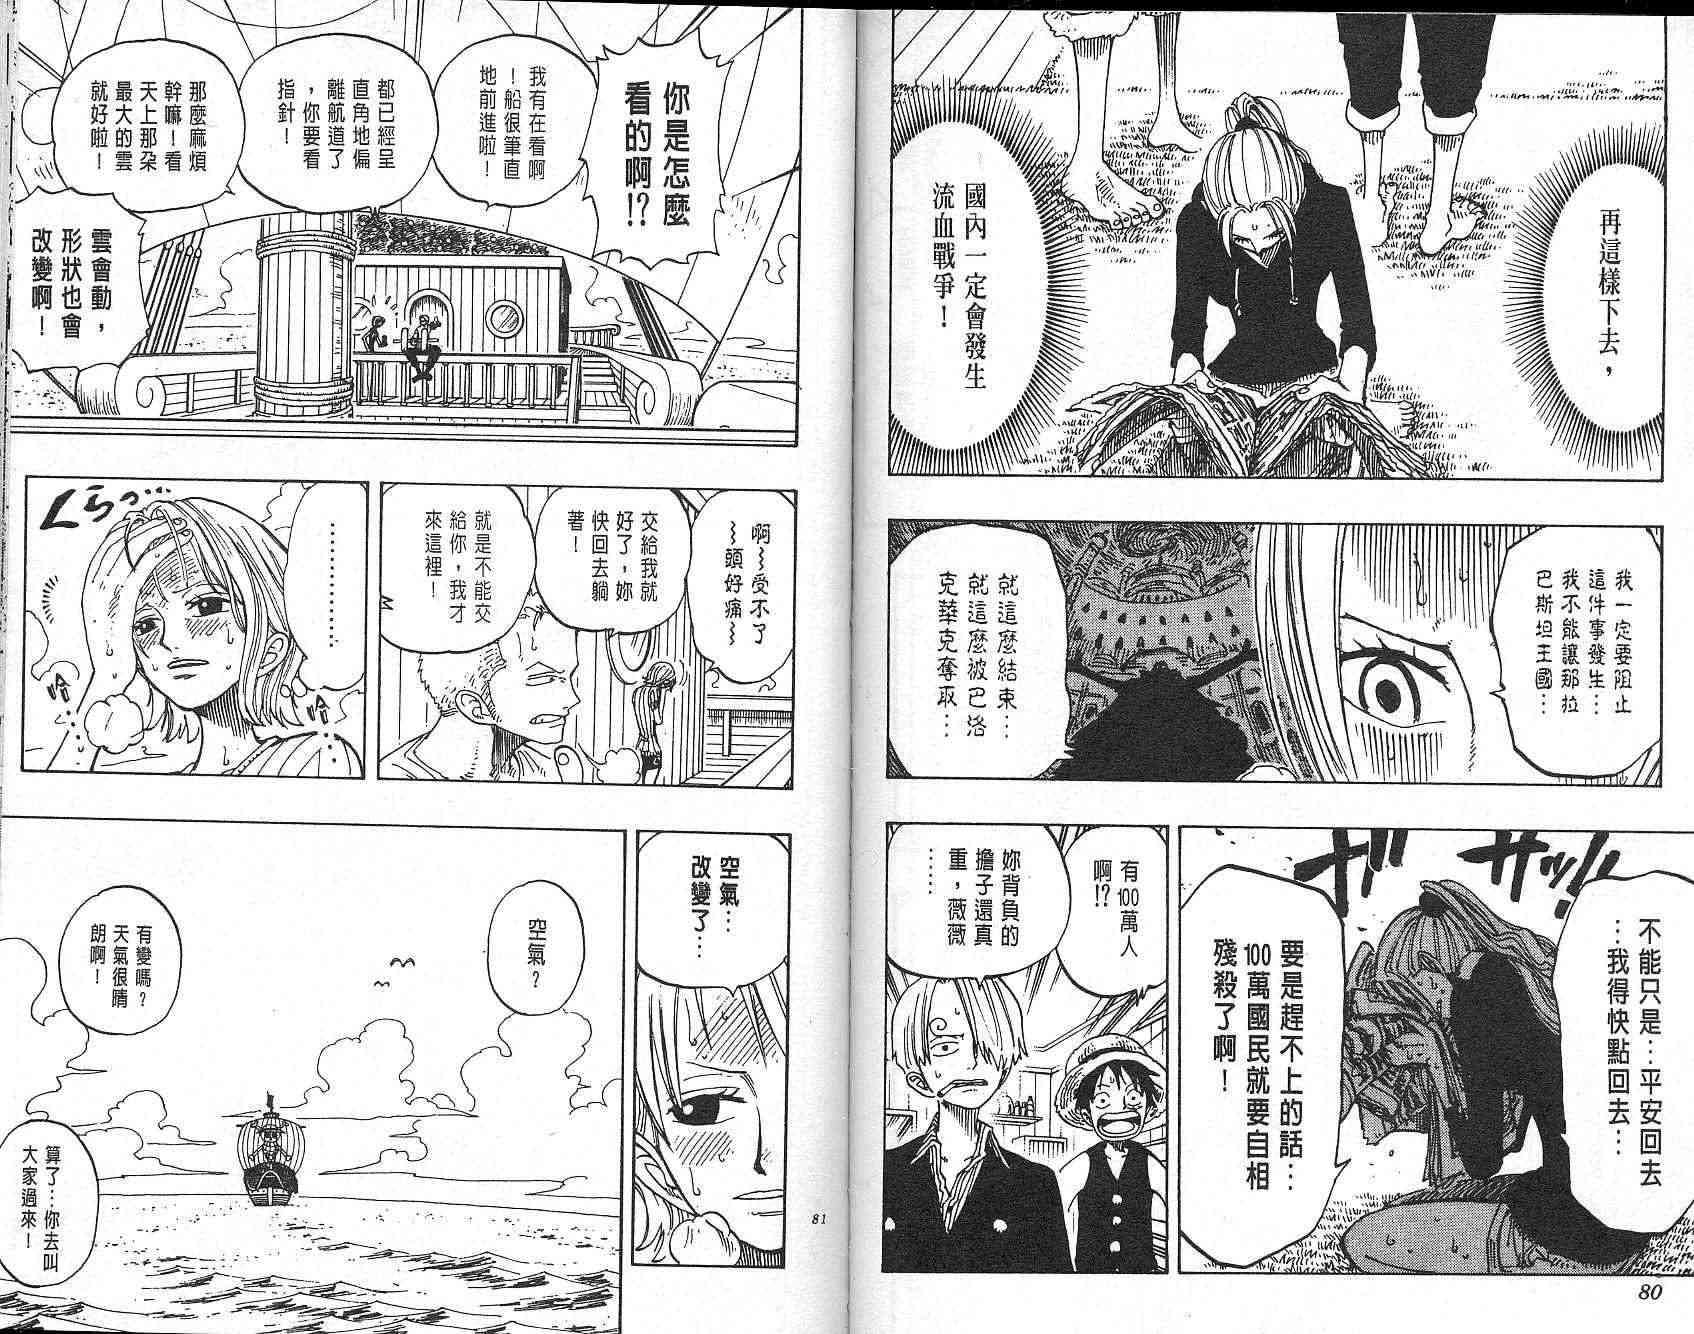 再這樣下去，
國內一定會發生
流血戰爭！
我一定要阻止
這件事發生…
我不能讓那拉
巴斯坦王國…
就這麼結束…
就這麼被巴洛
克華克奪取…
不能只是…平安回去
…我得快點回去…
ザッ!!
要是趕不上的話…
100萬國民就要自相
殘殺了啊！
有100萬人
啊!?
妳背負的
擔子還真
重，薇薇
……
80
你是怎麼
看的啊!?
我有在看啊
！船很筆直
地前進啦！
都已經呈
直角地偏
離航道了
，你要看
指針！
那麼麻煩
幹嘛！看
天上那朵
最大的雲
就好啦！
雲會動，
形狀也會
改變啊！
啊～受不了
～頭好痛～
交給我就
好了，妳
快回去躺
著！
就是不能交
給你，我才
來這裡！
…………
くらっ…
哈…
哈…
空氣…
改變了…
空氣？
有變嗎？
天氣很晴
朗啊！
算了…你去叫
大家過來！
81